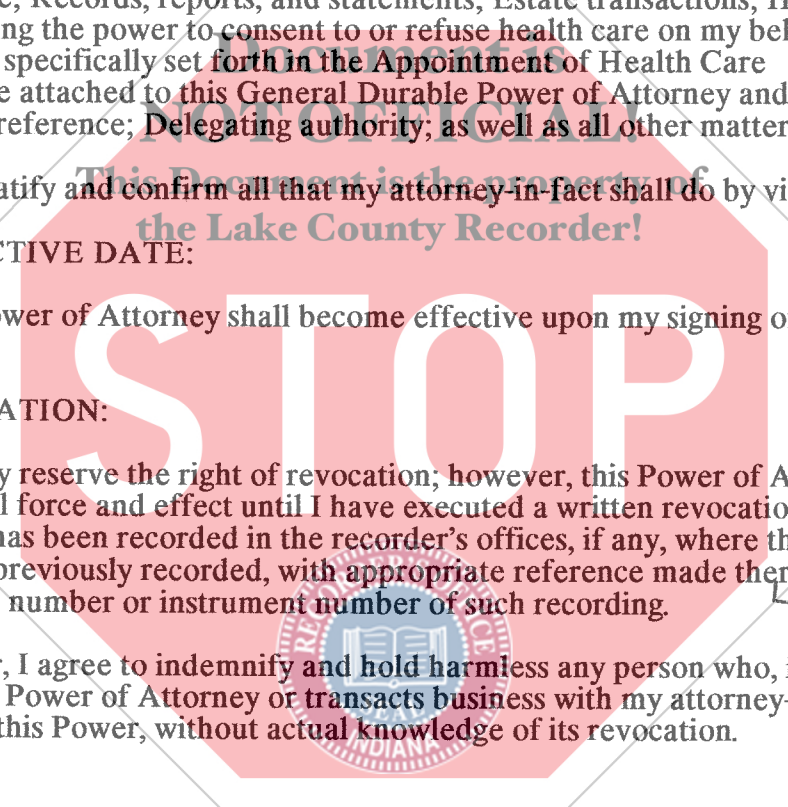 e, Records, reports, and statements, Estate transactions, H
ing the power to consent to or refuse health care on my bel
specifically set forth in the Appointment of Health Care
e attached to this General Durable Power of Attorney and
reference; Delegating authority; as well as all other matter
Document is
NOT OFFICIAL!
This Document is the property of
the Lake County Recorder!
atify and confirm all that my attorney-in-fact shall do by vi
CTIVE DATE:
ower of Attorney shall become effective upon my signing o
STOP
ATION:
y reserve the right of revocation; however, this Power of A
l force and effect until I have executed a written revocatio
has been recorded in the recorder's offices, if any, where th
previously recorded, with appropriate reference made ther
number or instrument number of such recording.
RECORDER'S OFFICE
SEAL
INDIANA
r, I agree to indemnify and hold harmless any person who, i
Power of Attorney or transacts business with my attorney-
this Power, without actual knowledge of its revocation.